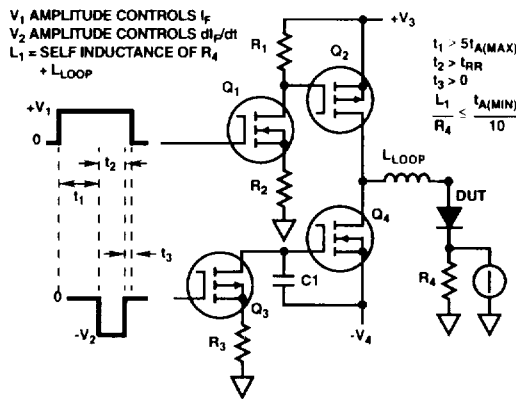 V1 AMPLITUDE CONTROLS IF
V2 AMPLITUDE CONTROLS dIF/dt
L1 = SELF INDUCTANCE OF R4
+ LLOOP
+V3
R1
Q2
t1 > 5tA(MAX)
t2 > tRR
t3 > 0
L1/R4 ≤ tA(MIN)/10
+V1
0
Q1
t2
t1
R2
LLOOP
DUT
Q4
t3
0
-V2
Q3
C1
R4
R3
-V4